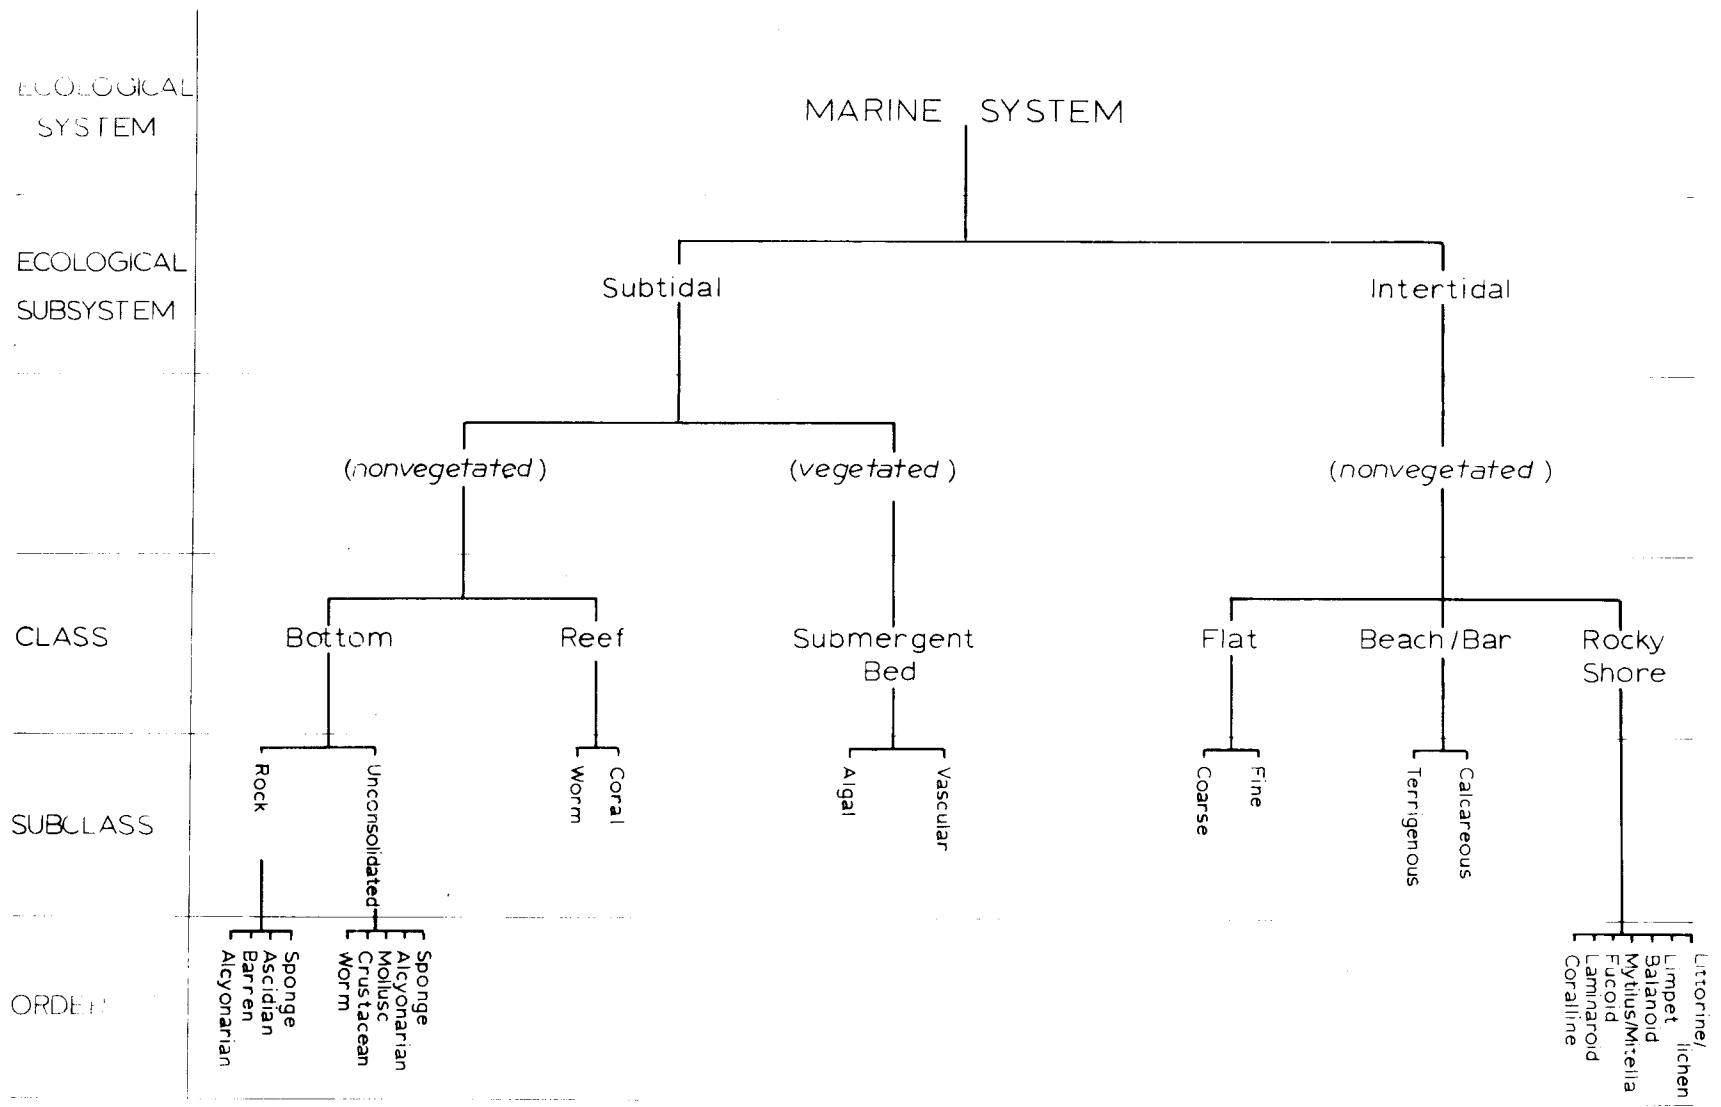 ECOLOGICAL
SYSTEM
MARINE SYSTEM
ECOLOGICAL
SUBSYSTEM
Subtidal
Intertidal
(nonvegetated)
(vegetated)
(nonvegetated)
CLASS
Bottom
Reef
Submergent
Bed
Flat
Beach/Bar
Rocky
Shore
SUBCLASS
Rock
Unconsolidated
Worm
Coral
Algal
Vascular
Coarse
Fine
Terrigenous
Calcareous
ORDER
Alcyonarian
Barren
Ascidian
Sponge
Worm
Crustacean
Mollusc
Alcyonarian
Sponge
Coralline
Laminaroid
Fucoid
Mytilus/Mitella
Balanoid
Limpet
Littorine/
lichen